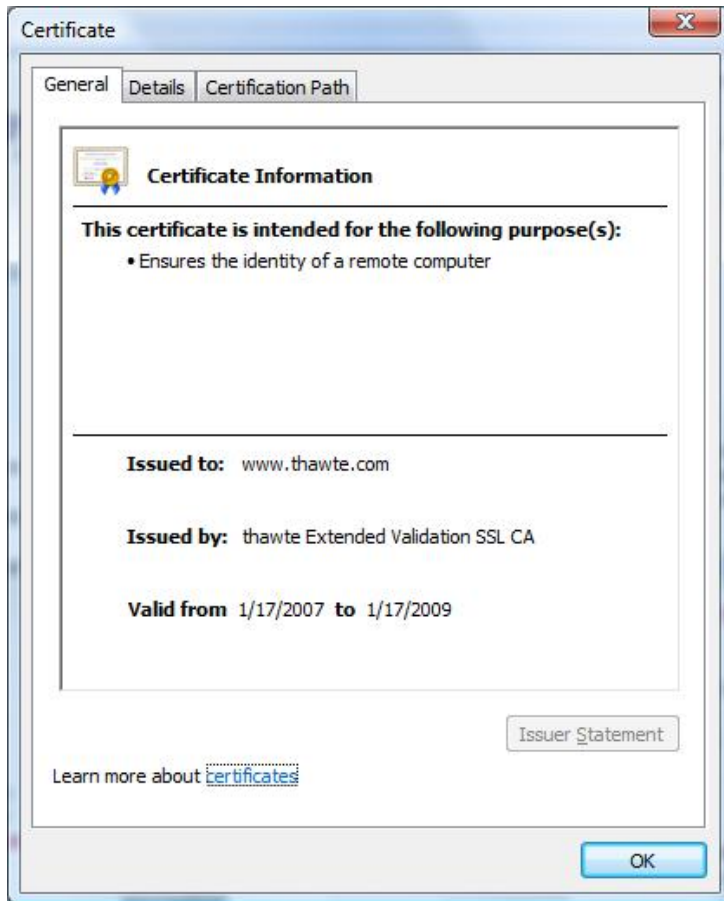 Certificate
General Details Certification Path
Certificate Information
This certificate is intended for the following purpose(s):
• Ensures the identity of a remote computer
Issued to: www.thawte.com
Issued by: thawte Extended Validation SSL CA
Valid from 1/17/2007 to 1/17/2009
Issuer Statement
Learn more about certificates
OK